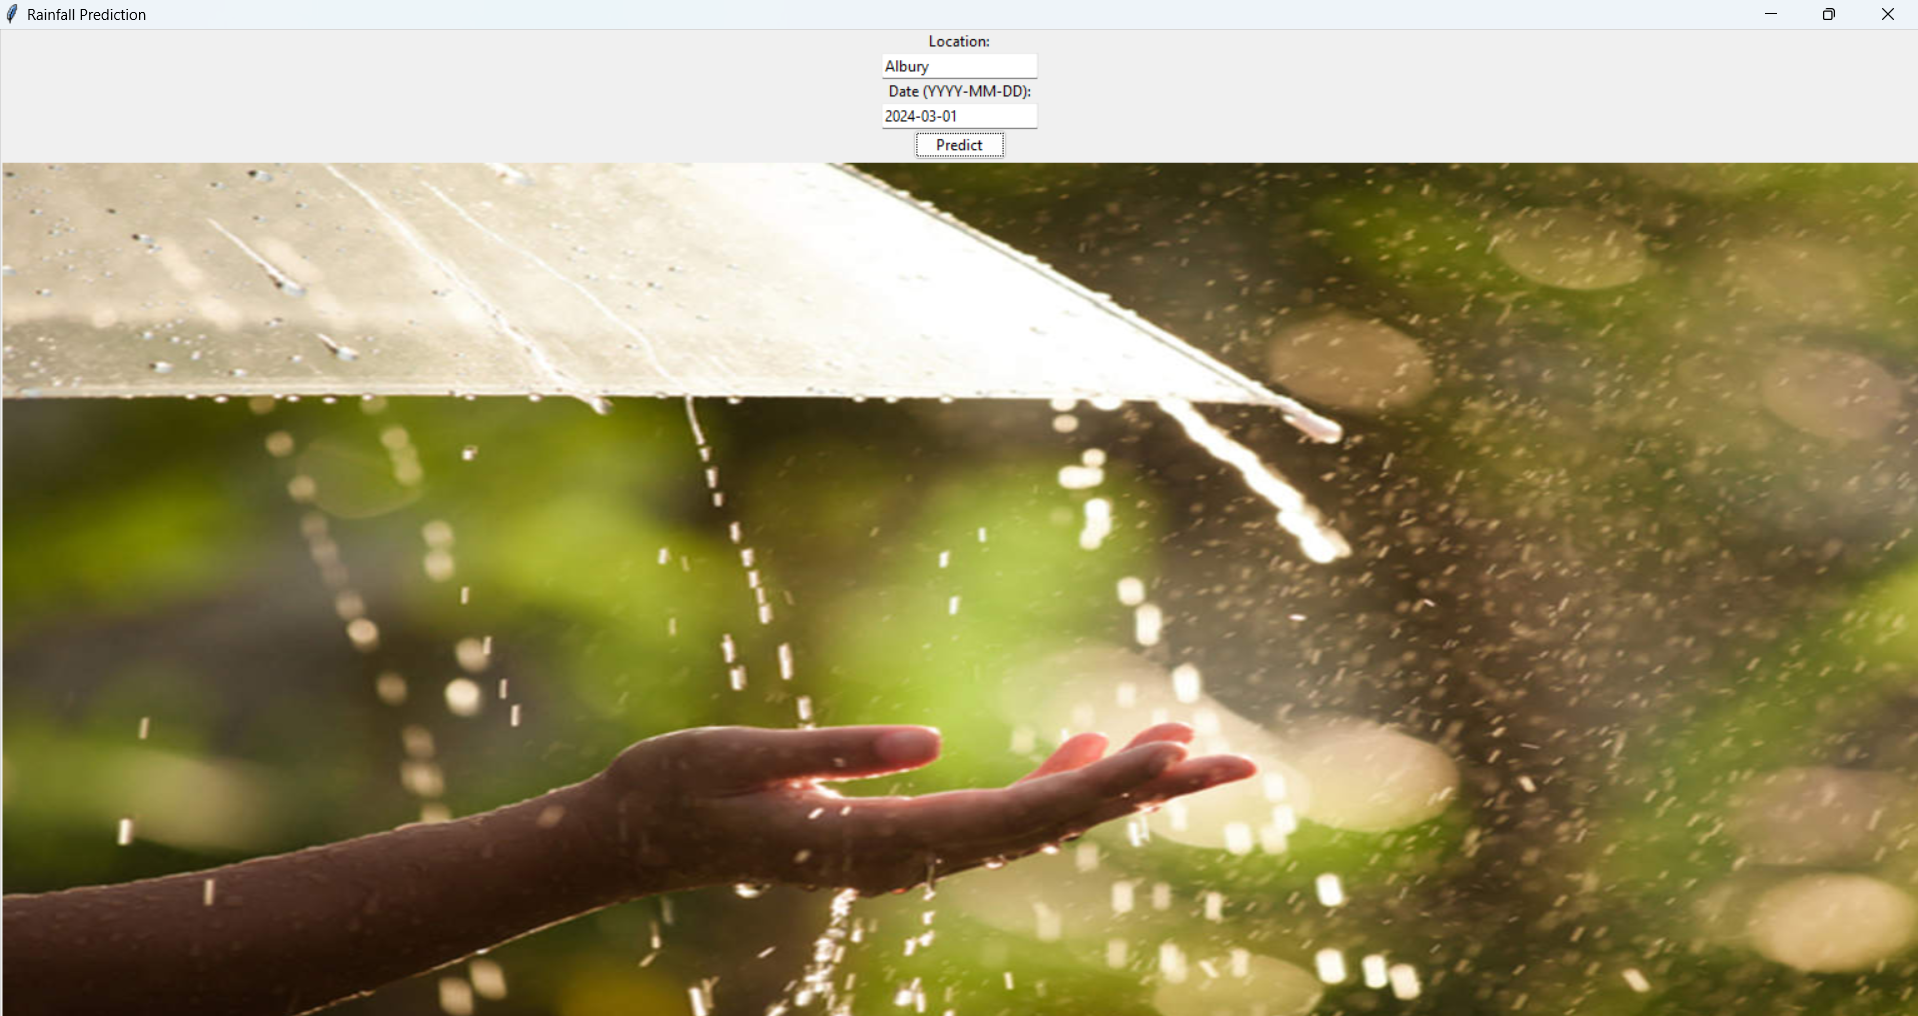 Rainfall Prediction
Location:
Albury
Date (YYYY-MM-DD):
2024-03-01
Predict